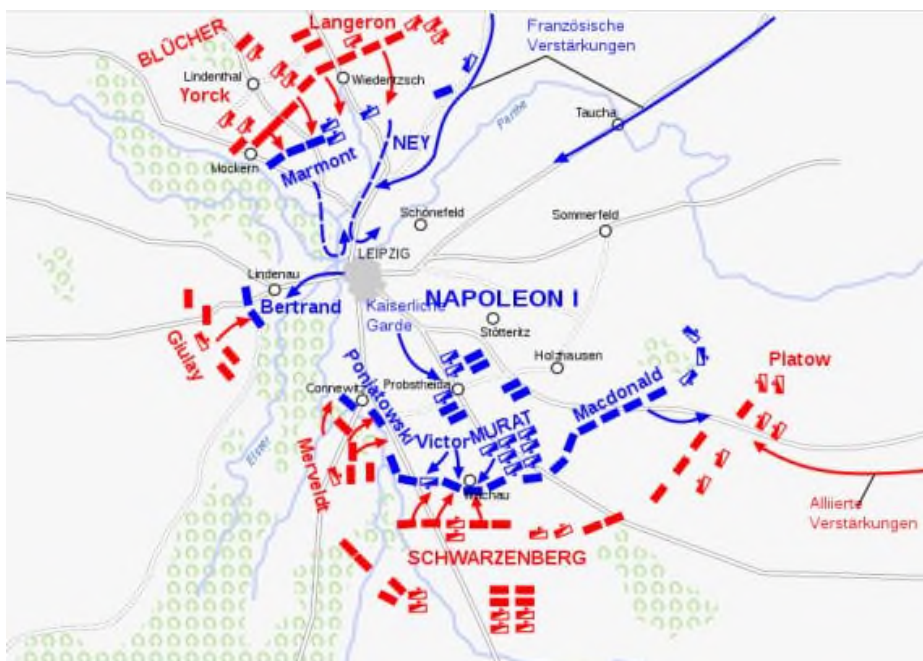 Langeron
Französische
Verstärkungen
BLÜCHER
Lindenthal
Wiederitzsch
Yorck
Parthe
Taucha
NEY
Möckern
Marmont
Schönefeld
Sommerfeld
LEIPZIG
Lindenau
Bertrand
Kaiserliche
Garde
NAPOLEON I
Stötteritz
Giulay
Holzhausen
Platow
Connewitz
Poniatowski
Probstheida
Macdonald
Elster
Merveldt
Victor
MURAT
Wachau
Alliierte
Verstärkungen
SCHWARZENBERG